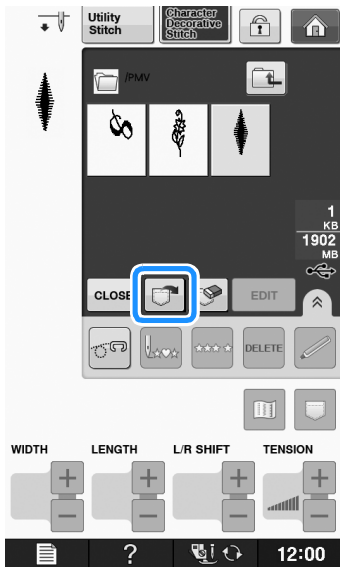 Utility
Stitch
Character
Decorative
Stitch
/PMV
1
KB
1902
MB
CLOSE
EDIT
DELETE
WIDTH
LENGTH
L/R SHIFT
TENSION
?
12:00